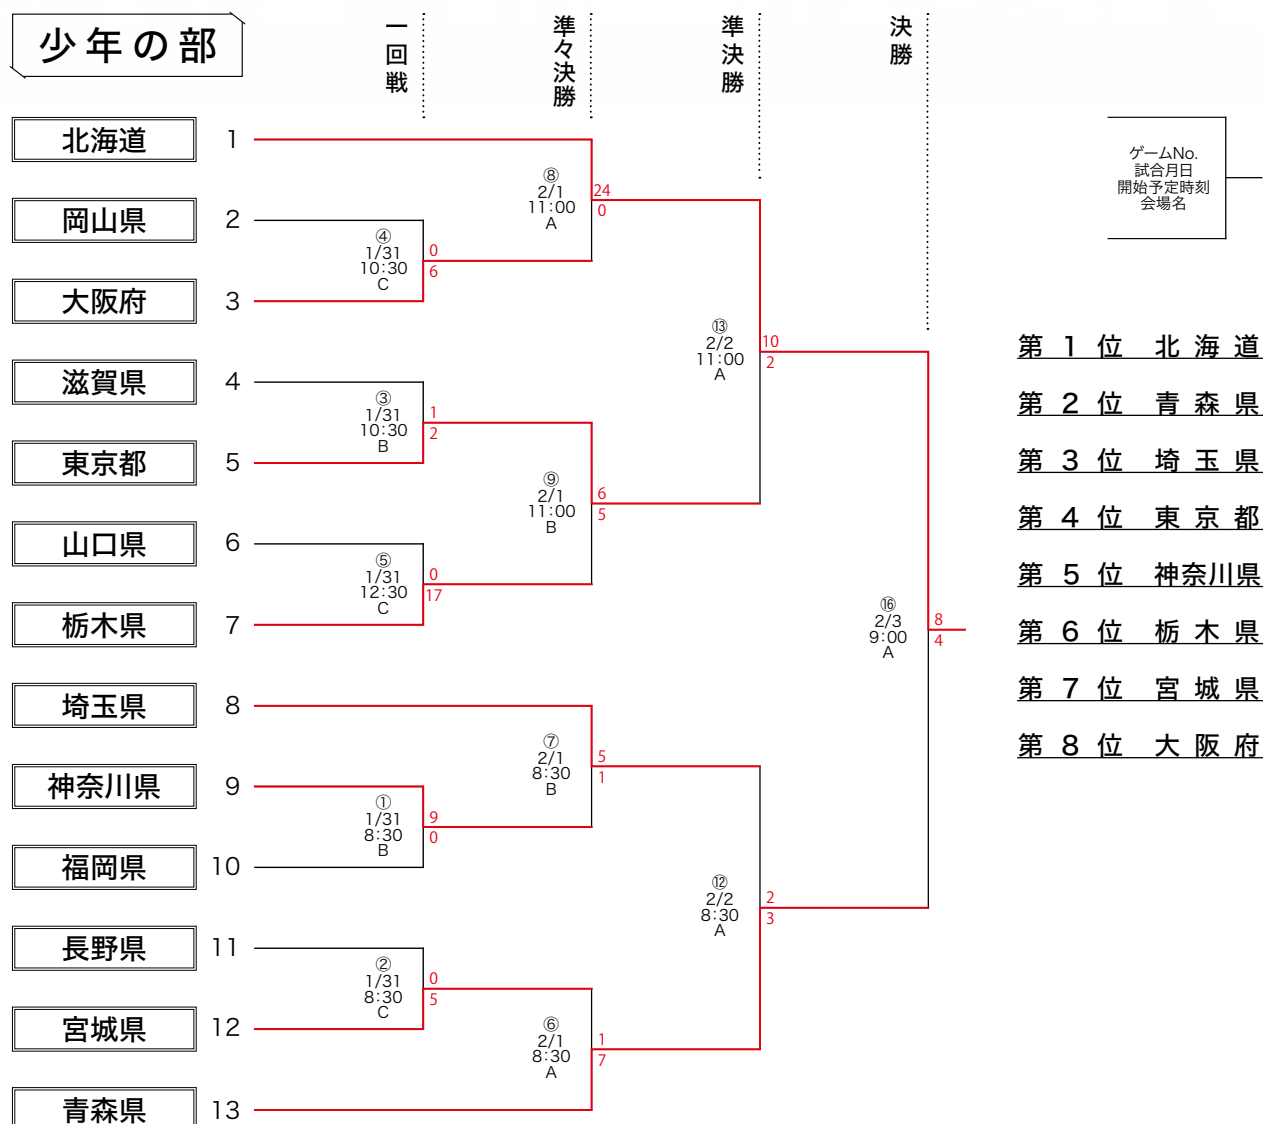 少年の部
一回戦
準々決勝
準決勝
決勝
ゲームNo.
試合月日
開始予定時刻
会場名
北海道 1
岡山県 2
大阪府 3
滋賀県 4
東京都 5
山口県 6
栃木県 7
埼玉県 8
神奈川県 9
福岡県 10
長野県 11
宮城県 12
青森県 13
④
1/31
10:30
C
0
6
③
1/31
10:30
B
1
2
⑤
1/31
12:30
C
0
17
①
1/31
8:30
B
9
0
②
1/31
8:30
C
0
5
⑧
2/1
11:00
A
24
0
⑨
2/1
11:00
B
6
5
⑦
2/1
8:30
B
5
1
⑥
2/1
8:30
A
1
7
⑬
2/2
11:00
A
10
2
⑫
2/2
8:30
A
2
3
⑯
2/3
9:00
A
8
4
第 1 位 北海道
第 2 位 青森県
第 3 位 埼玉県
第 4 位 東京都
第 5 位 神奈川県
第 6 位 栃木県
第 7 位 宮城県
第 8 位 大阪府